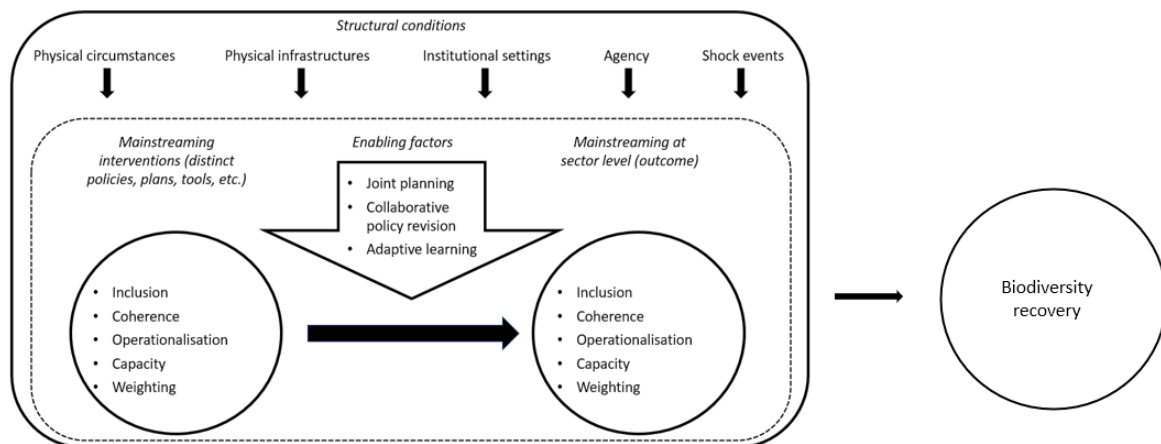 Structural conditions
Physical circumstances
Physical infrastructures
Institutional settings
Agency
Shock events
Mainstreaming
interventions (distinct
policies, plans, tools, etc.)
Enabling factors
Mainstreaming at
sector level (outcome)
• Joint planning
• Collaborative
policy revision
• Adaptive learning
• Inclusion
• Coherence
• Operationalisation
• Capacity
• Weighting
• Inclusion
• Coherence
• Operationalisation
• Capacity
• Weighting
Biodiversity
recovery